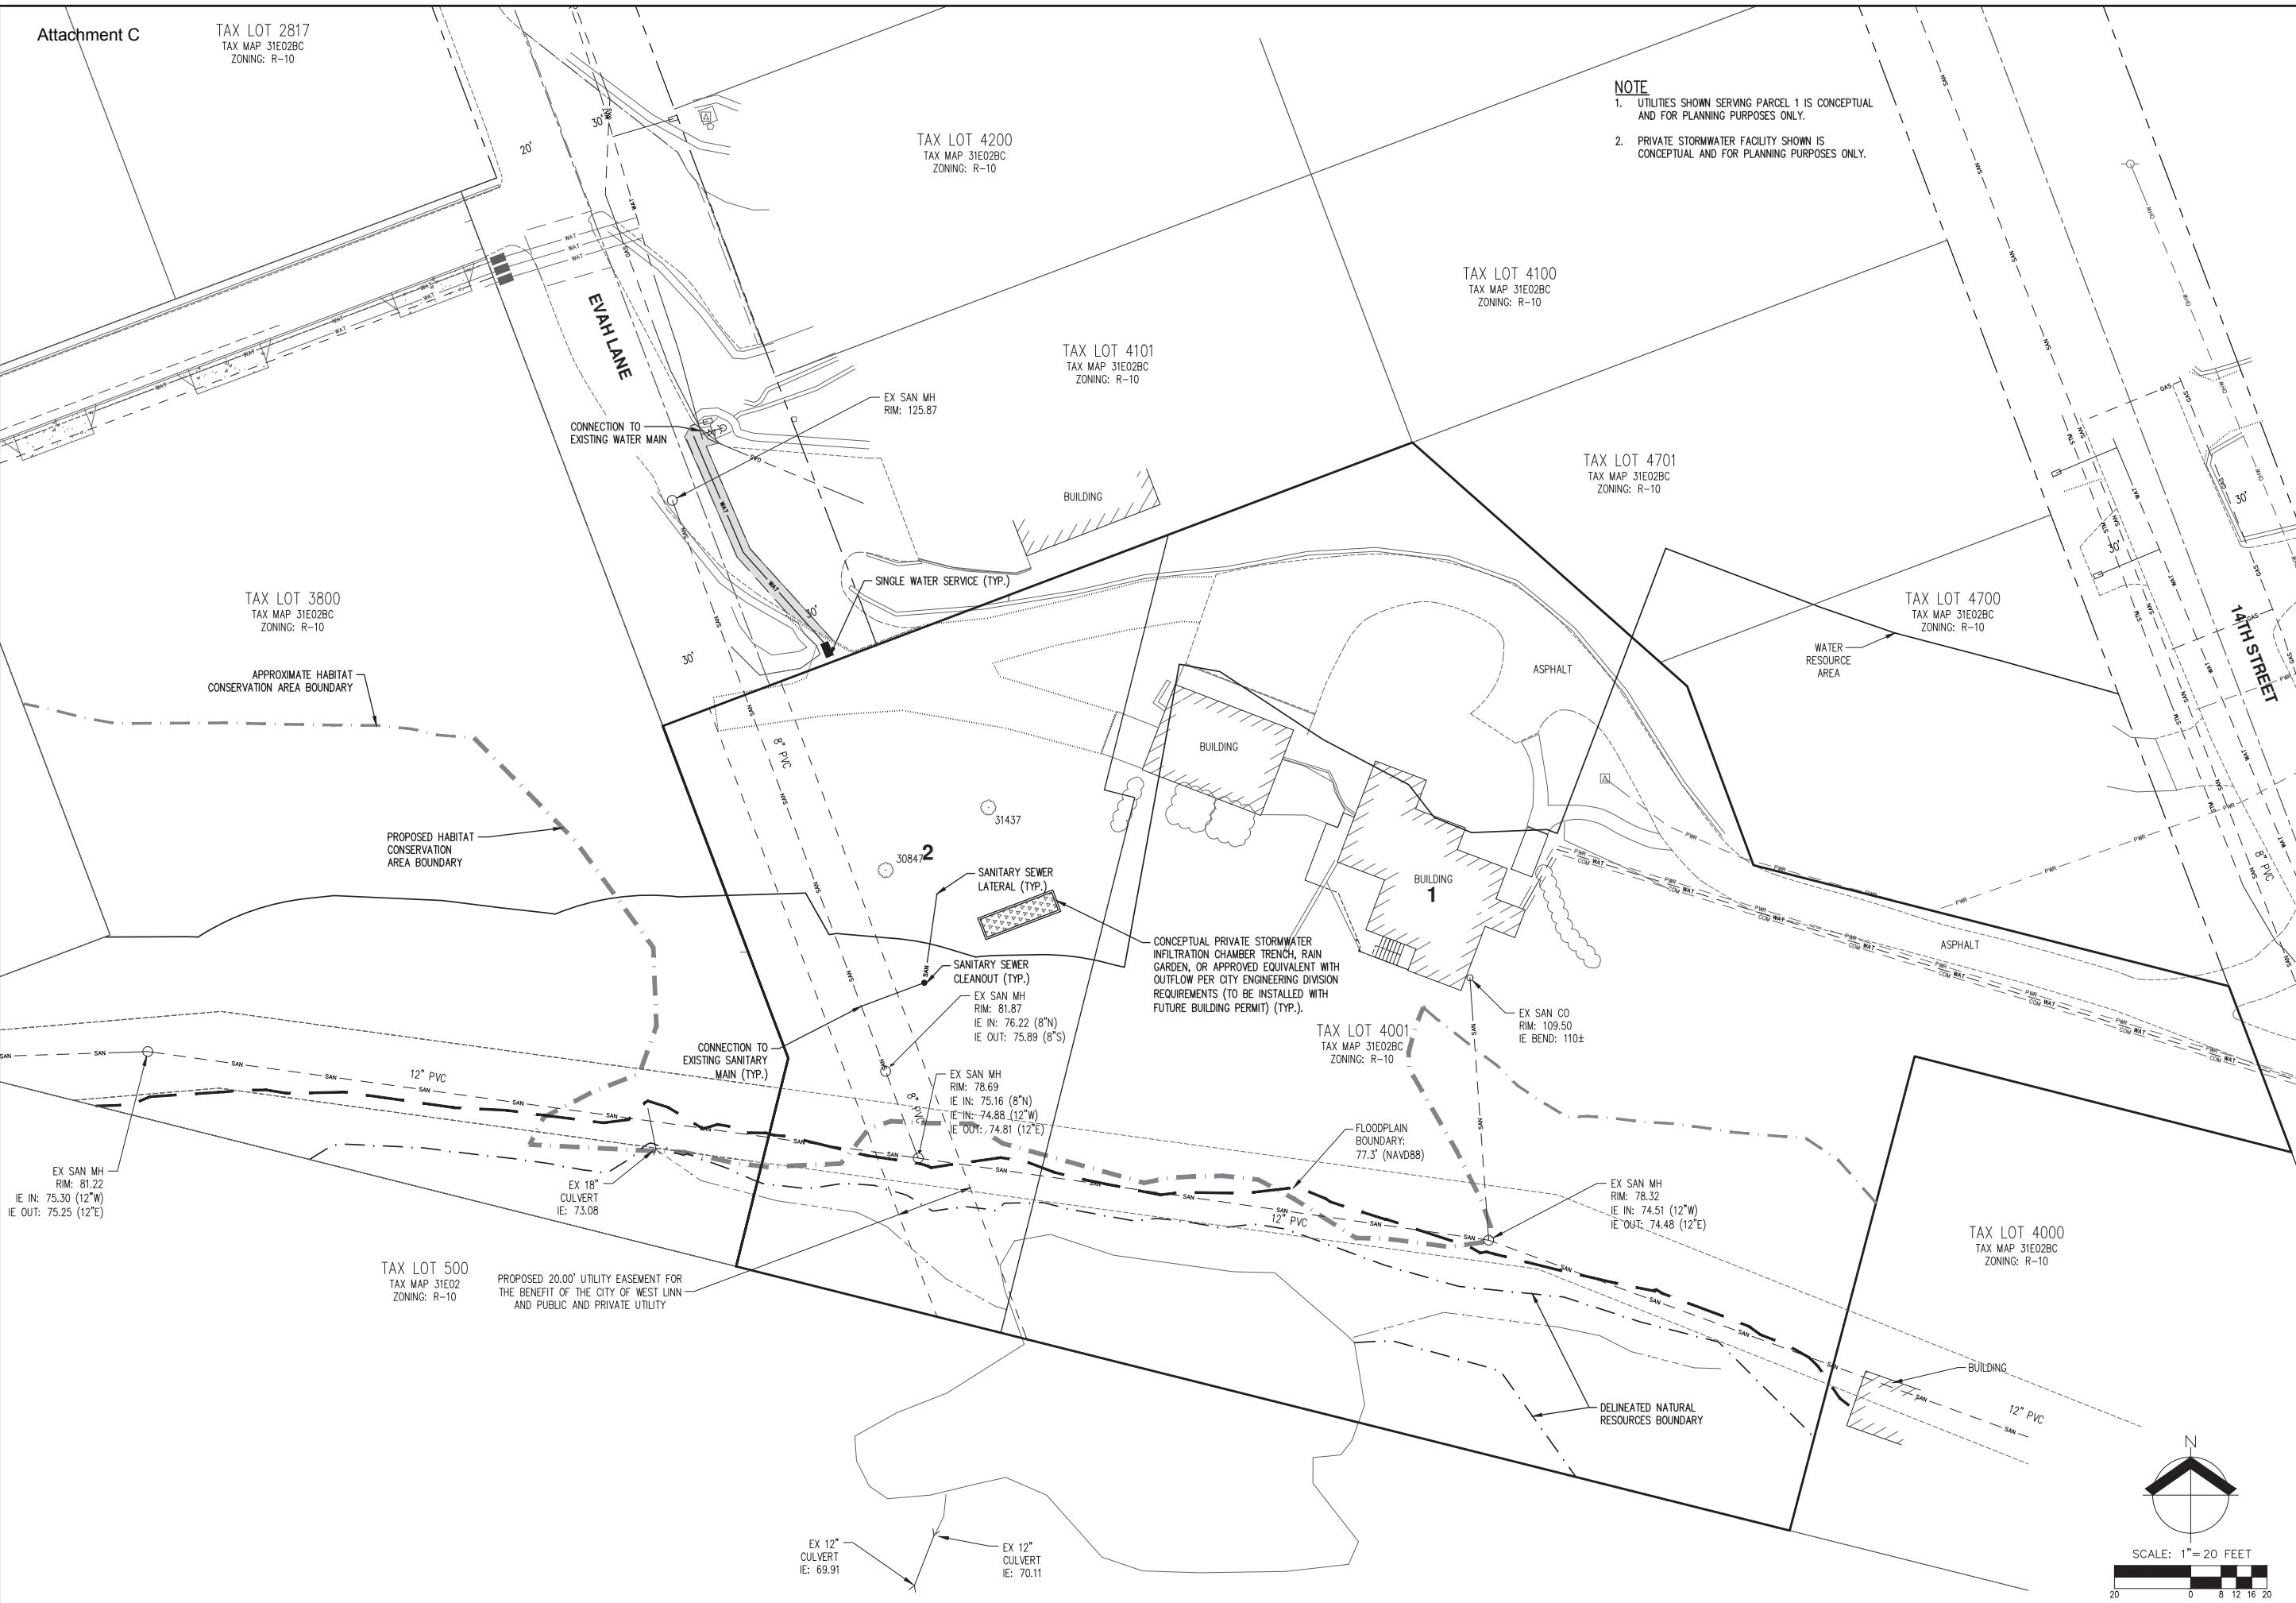 Attachment C
TAX LOT 2817
TAX MAP 31E02BC
ZONING: R-10
TAX LOT 4200
TAX MAP 31E02BC
ZONING: R-10
NOTE
1. UTILITIES SHOWN SERVING PARCEL 1 IS CONCEPTUAL
AND FOR PLANNING PURPOSES ONLY.
2. PRIVATE STORMWATER FACILITY SHOWN IS
CONCEPTUAL AND FOR PLANNING PURPOSES ONLY.
30'
20'
EVAH LANE
TAX LOT 4100
TAX MAP 31E02BC
ZONING: R-10
TAX LOT 4101
TAX MAP 31E02BC
ZONING: R-10
EX SAN MH
RIM: 125.87
CONNECTION TO
EXISTING WATER MAIN
BUILDING
TAX LOT 4701
TAX MAP 31E02BC
ZONING: R-10
30'
30'
SINGLE WATER SERVICE (TYP.)
30'
30'
TAX LOT 3800
TAX MAP 31E02BC
ZONING: R-10
TAX LOT 4700
TAX MAP 31E02BC
ZONING: R-10
14TH STREET
WATER
RESOURCE
AREA
APPROXIMATE HABITAT
CONSERVATION AREA BOUNDARY
ASPHALT
8" PVC
BUILDING
31437
30847
2
PROPOSED HABITAT
CONSERVATION
AREA BOUNDARY
SANITARY SEWER
LATERAL (TYP.)
BUILDING
1
8" PVC
CONCEPTUAL PRIVATE STORMWATER
INFILTRATION CHAMBER TRENCH, RAIN
GARDEN, OR APPROVED EQUIVALENT WITH
OUTFLOW PER CITY ENGINEERING DIVISION
REQUIREMENTS (TO BE INSTALLED WITH
FUTURE BUILDING PERMIT) (TYP.).
ASPHALT
SANITARY SEWER
CLEANOUT (TYP.)
EX SAN MH
RIM: 81.87
IE IN: 76.22 (8"N)
IE OUT: 75.89 (8"S)
EX SAN CO
RIM: 109.50
IE BEND: 110±
TAX LOT 4001
TAX MAP 31E02BC
ZONING: R-10
CONNECTION TO
EXISTING SANITARY
MAIN (TYP.)
12" PVC
EX SAN MH
RIM: 78.69
IE IN: 75.16 (8"N)
IE IN: 74.88 (12"W)
IE OUT: 74.81 (12"E)
8" PVC
FLOODPLAIN
BOUNDARY:
77.3' (NAVD88)
EX SAN MH
RIM: 81.22
IE IN: 75.30 (12"W)
IE OUT: 75.25 (12"E)
EX 18"
CULVERT
IE: 73.08
EX SAN MH
RIM: 78.32
IE IN: 74.51 (12"W)
IE OUT: 74.48 (12"E)
12" PVC
TAX LOT 4000
TAX MAP 31E02BC
ZONING: R-10
TAX LOT 500
TAX MAP 31E02
ZONING: R-10
PROPOSED 20.00' UTILITY EASEMENT FOR
THE BENEFIT OF THE CITY OF WEST LINN
AND PUBLIC AND PRIVATE UTILITY
BUILDING
12" PVC
DELINEATED NATURAL
RESOURCES BOUNDARY
EX 12"
CULVERT
IE: 69.91
EX 12"
CULVERT
IE: 70.11
N
SCALE: 1"= 20 FEET
20 0 8 12 16 20